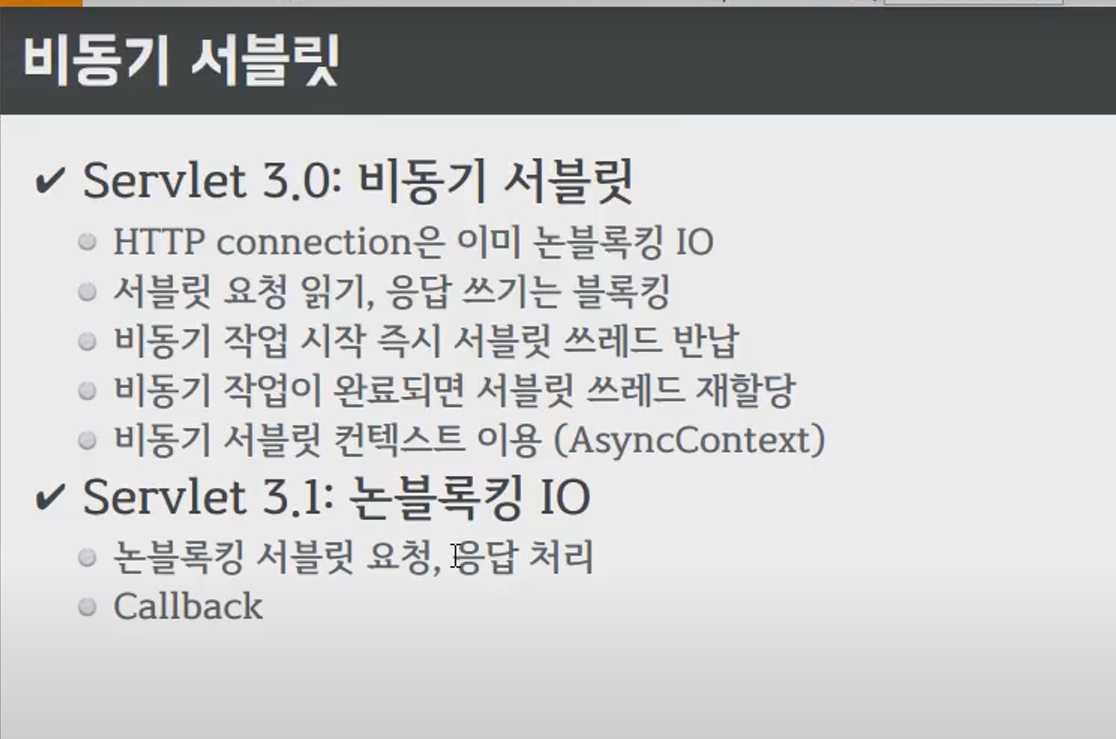 비동기 서블릿
✔ Servlet 3.0: 비동기 서블릿
HTTP connection은 이미 논블록킹 IO
서블릿 요청 읽기, 응답 쓰기는 블록킹
비동기 작업 시작 즉시 서블릿 쓰레드 반납
비동기 작업이 완료되면 서블릿 쓰레드 재할당
비동기 서블릿 컨텍스트 이용 (AsyncContext)
✔ Servlet 3.1: 논블록킹 IO
논블록킹 서블릿 요청, 응답 처리
Callback